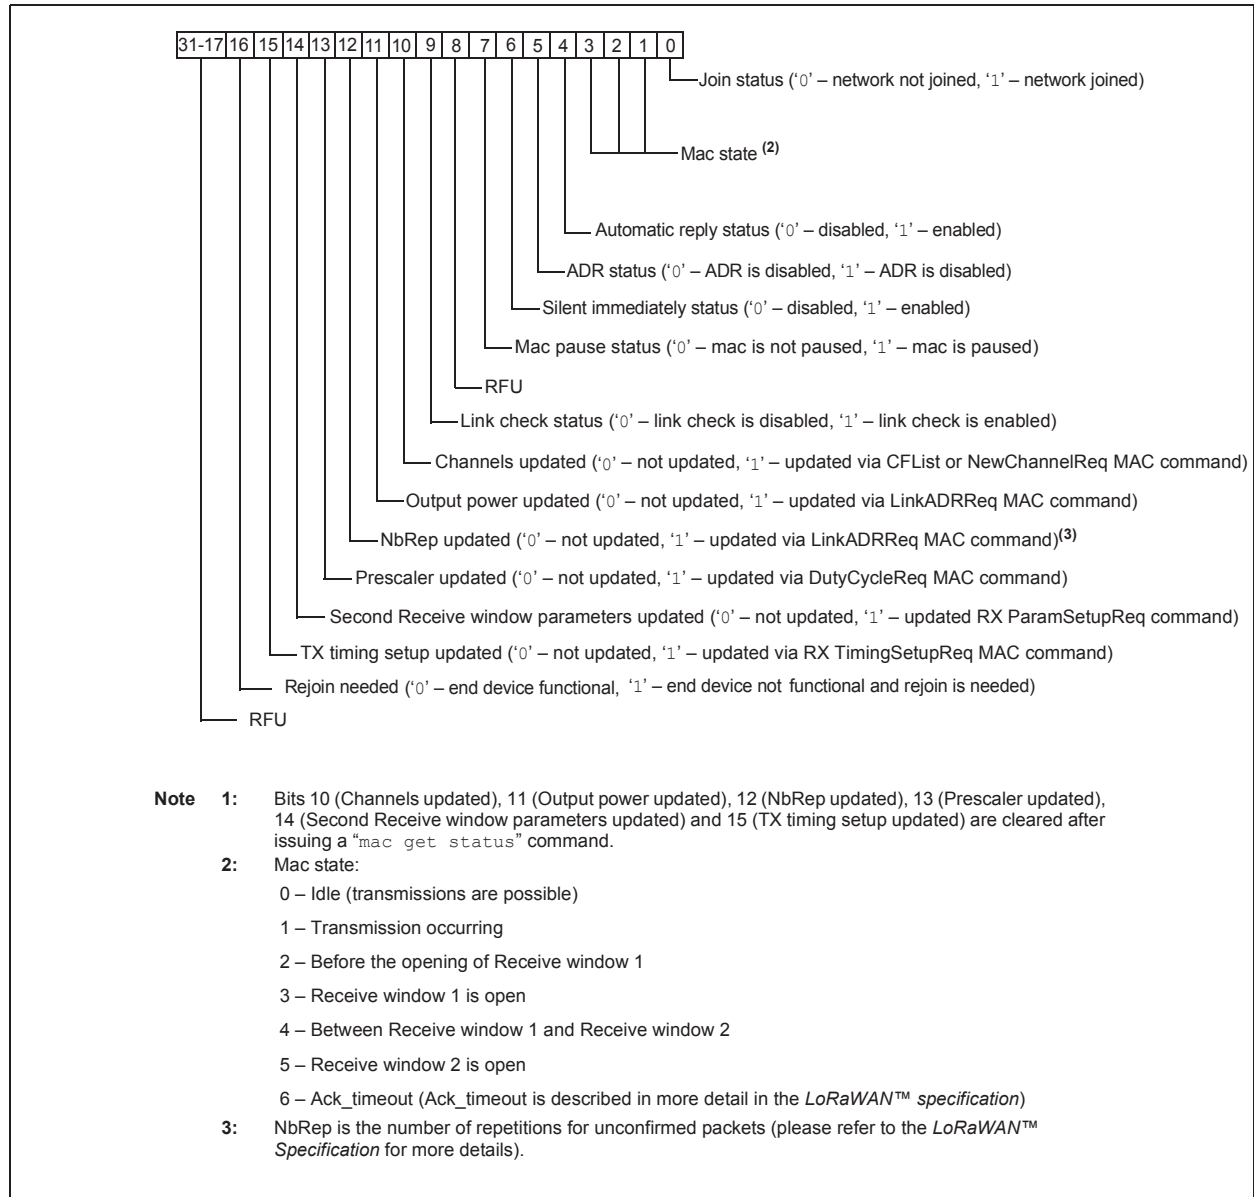 31-17 16 15 14 13 12 11 10 9 8 7 6 5 4 3 2 1 0
Join status (‘0’ – network not joined, ‘1’ – network joined)
Mac state (2)
Automatic reply status (‘0’ – disabled, ‘1’ – enabled)
ADR status (‘0’ – ADR is disabled, ‘1’ – ADR is disabled)
Silent immediately status (‘0’ – disabled, ‘1’ – enabled)
Mac pause status (‘0’ – mac is not paused, ‘1’ – mac is paused)
RFU
Link check status (‘0’ – link check is disabled, ‘1’ – link check is enabled)
Channels updated (‘0’ – not updated, ‘1’ – updated via CFList or NewChannelReq MAC command)
Output power updated (‘0’ – not updated, ‘1’ – updated via LinkADRReq MAC command)
NbRep updated (‘0’ – not updated, ‘1’ – updated via LinkADRReq MAC command)(3)
Prescaler updated (‘0’ – not updated, ‘1’ – updated via DutyCycleReq MAC command)
Second Receive window parameters updated (‘0’ – not updated, ‘1’ – updated RX ParamSetupReq command)
TX timing setup updated (‘0’ – not updated, ‘1’ – updated via RX TimingSetupReq MAC command)
Rejoin needed (‘0’ – end device functional, ‘1’ – end device not functional and rejoin is needed)
RFU
Note 1: Bits 10 (Channels updated), 11 (Output power updated), 12 (NbRep updated), 13 (Prescaler updated),
14 (Second Receive window parameters updated) and 15 (TX timing setup updated) are cleared after
issuing a “mac get status” command.
2: Mac state:
0 – Idle (transmissions are possible)
1 – Transmission occurring
2 – Before the opening of Receive window 1
3 – Receive window 1 is open
4 – Between Receive window 1 and Receive window 2
5 – Receive window 2 is open
6 – Ack_timeout (Ack_timeout is described in more detail in the LoRaWAN™ specification)
3: NbRep is the number of repetitions for unconfirmed packets (please refer to the LoRaWAN™
Specification for more details).